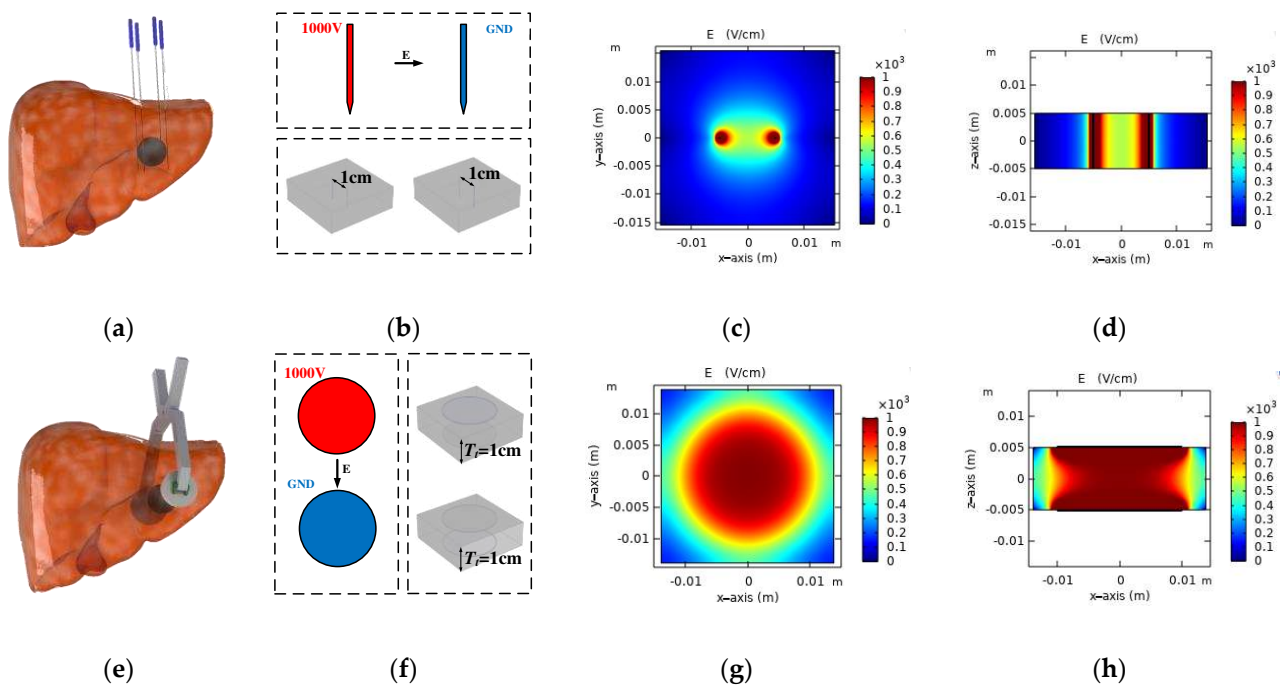 1000V
GND
E
1cm
1cm
E (V/cm)
m
×10³
1
0.9
0.8
0.7
0.6
0.5
0.4
0.3
0.2
0.1
0
0.01
0.005
0
-0.005
-0.01
-0.015
y-axis (m)
-0.01 0 0.01 m
x-axis (m)
E (V/cm)
m
×10³
1
0.9
0.8
0.7
0.6
0.5
0.4
0.3
0.2
0.1
0
0.01
0.005
0
-0.005
-0.01
-0.015
z-axis (m)
-0.01 0 0.01 m
x-axis (m)
(a) (b) (c) (d)
1000V
E
GND
Tₜ=1cm
Tₜ=1cm
E (V/cm)
m
×10³
1
0.9
0.8
0.7
0.6
0.5
0.4
0.3
0.2
0.1
0
0.01
0.005
0
-0.005
-0.01
y-axis (m)
-0.01 0 0.01 m
x-axis (m)
E (V/cm)
m
×10³
1
0.9
0.8
0.7
0.6
0.5
0.4
0.3
0.2
0.1
0
0.01
0.005
0
-0.005
-0.01
z-axis (m)
-0.01 0 0.01 m
x-axis (m)
(e) (f) (g) (h)